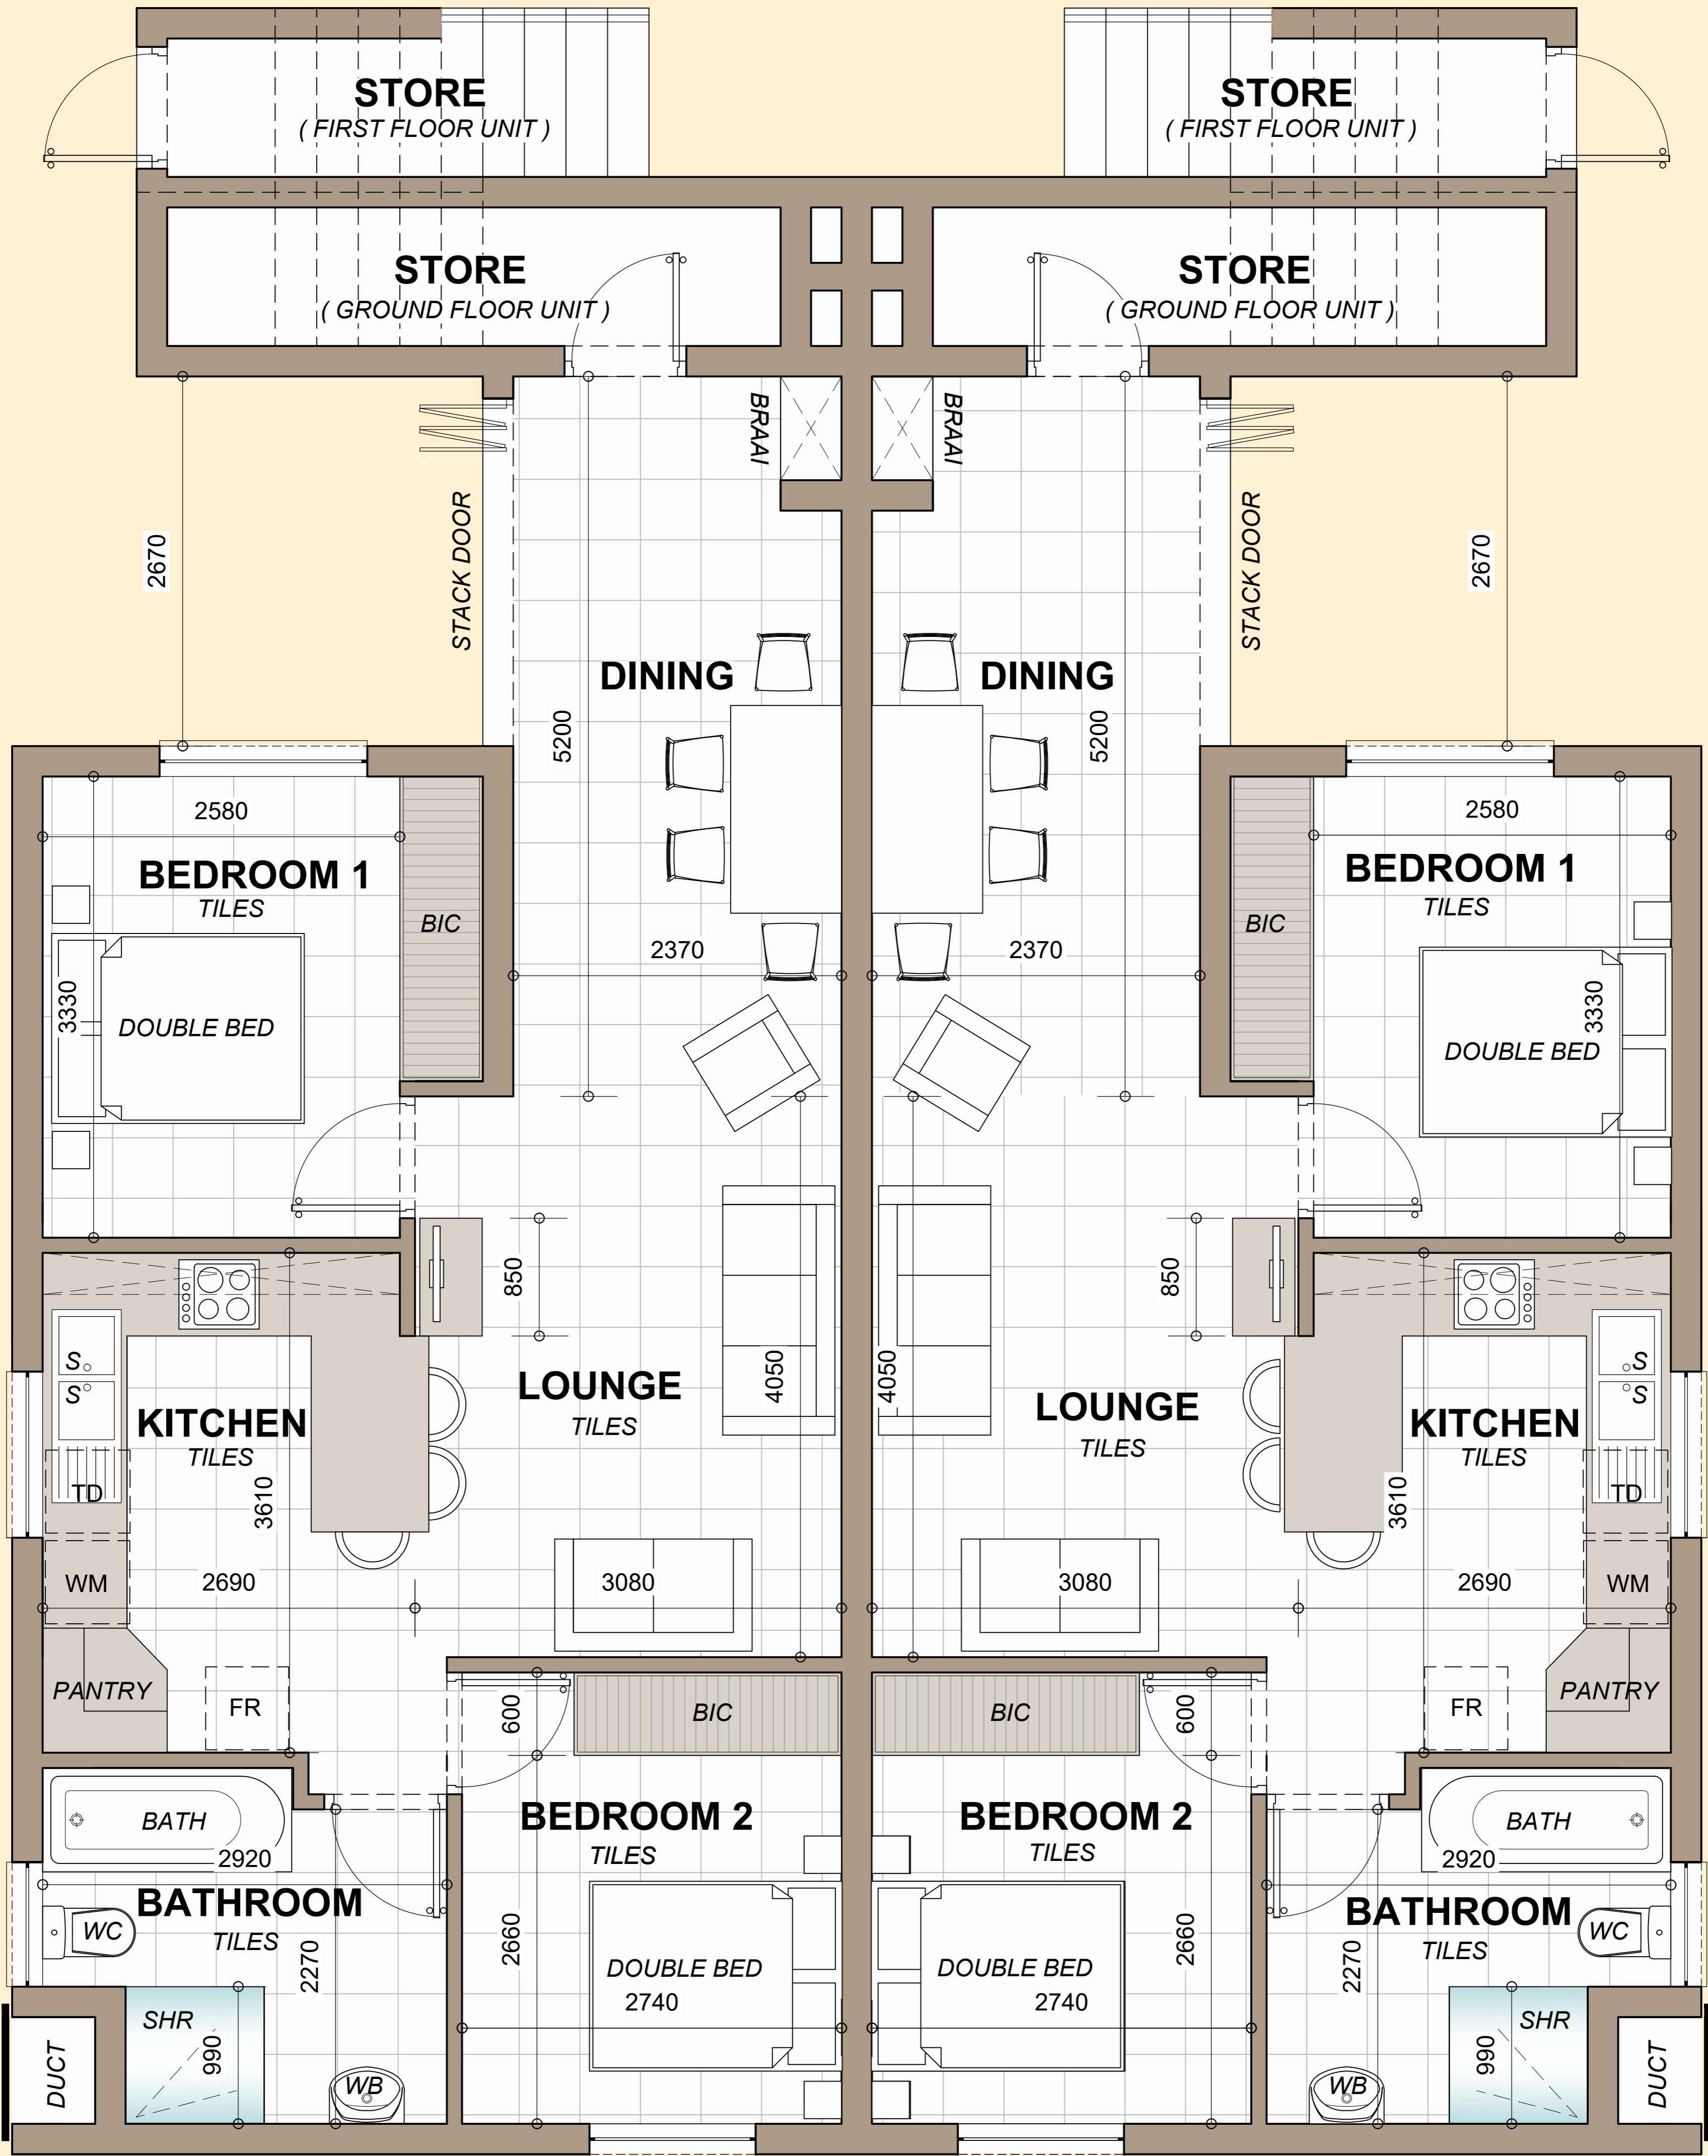 STORE
( FIRST FLOOR UNIT )
STORE
( FIRST FLOOR UNIT )
STORE
( GROUND FLOOR UNIT )
STORE
( GROUND FLOOR UNIT )
BRAAI
BRAAI
2670
STACK DOOR
STACK DOOR
2670
DINING
DINING
5200
5200
2580
2580
BEDROOM 1
TILES
BEDROOM 1
TILES
BIC
BIC
2370
2370
3330
DOUBLE BED
3330
DOUBLE BED
850
850
S
S
S
S
4050
4050
LOUNGE
TILES
LOUNGE
TILES
KITCHEN
TILES
KITCHEN
TILES
TD
3610
3610
TD
WM
2690
3080
3080
2690
WM
PANTRY
FR
600
BIC
BIC
600
FR
PANTRY
BATH
BEDROOM 2
TILES
BEDROOM 2
TILES
BATH
2920
2920
BATHROOM
TILES
BATHROOM
TILES
WC
WC
2270
2660
DOUBLE BED
2740
DOUBLE BED
2740
2660
2270
SHR
990
SHR
990
DUCT
WB
WB
DUCT